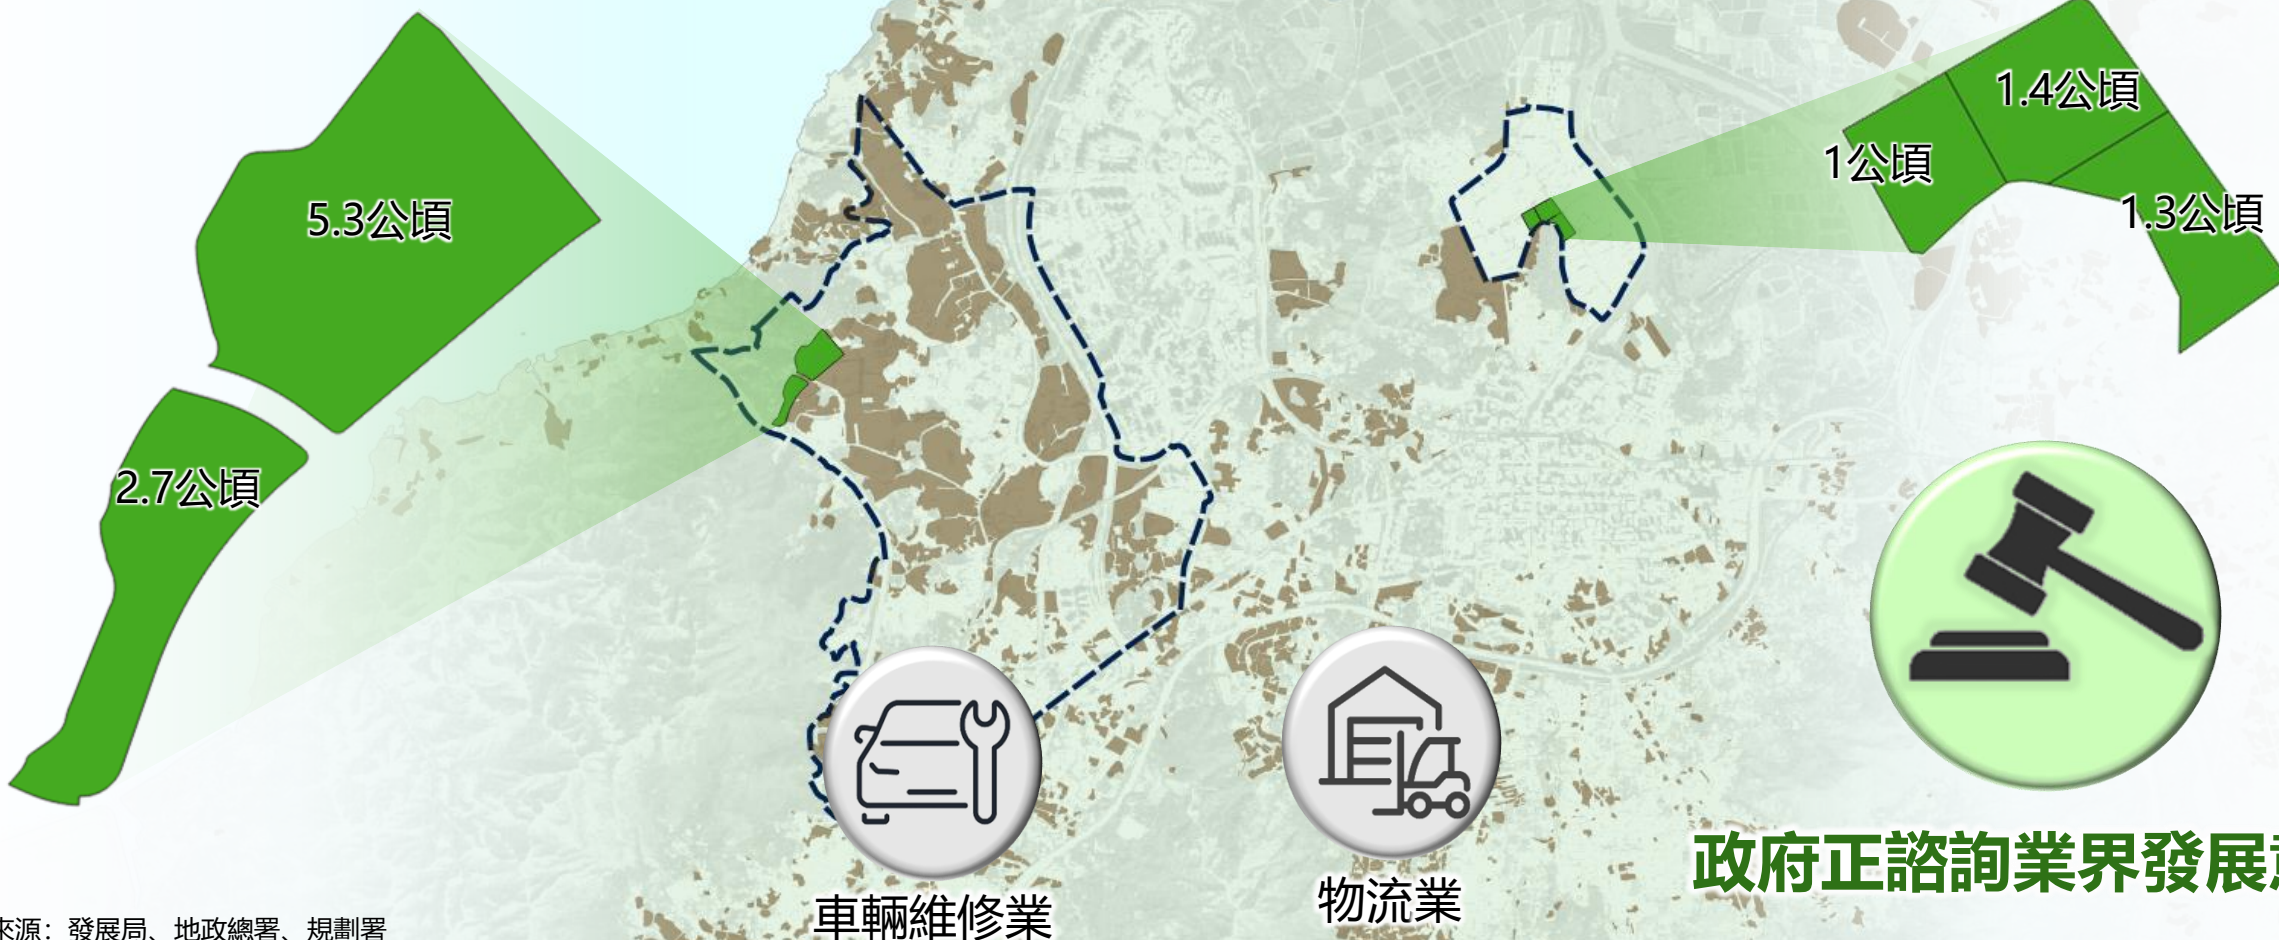 1.4公頃
1公頃
5.3公頃
1.3公頃
2.7公頃
政府正諮詢業界發展
物流業
車輛維修業
來源：發展局、地政總署、規劃署